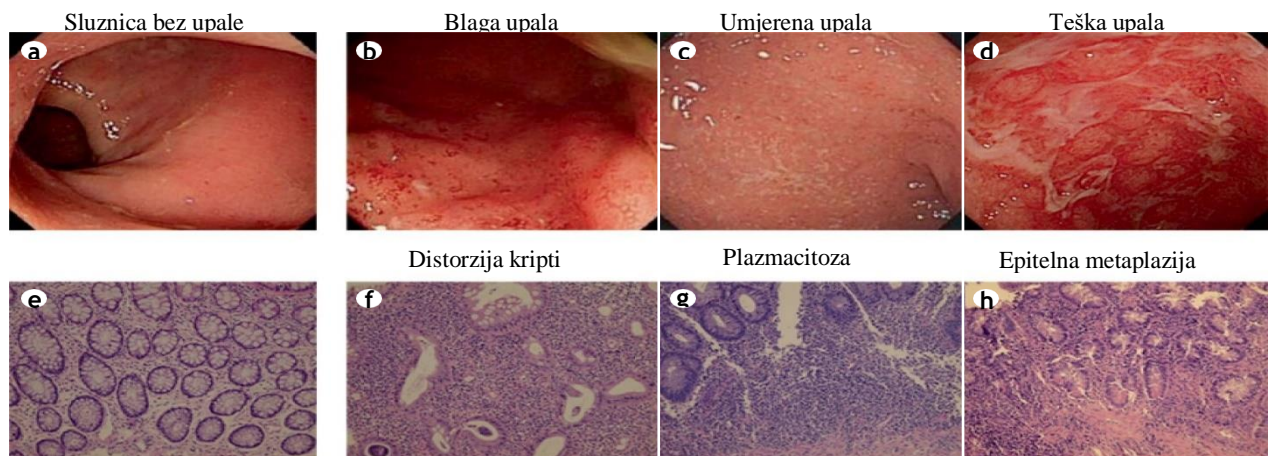 Sluznica bez upale
Blaga upala
Umjerena upala
Teška upala
a
b
c
d
Distorzija kripti
Plazmacitoza
Epitelna metaplazija
e
f
g
h